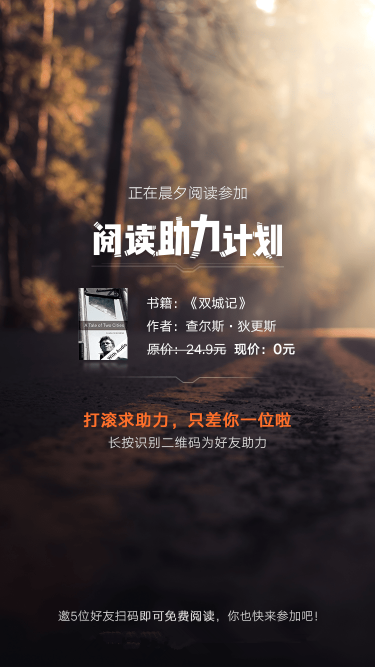 正在晨夕阅读参加
阅读助力计划
书籍：《双城记》
A Tale of Two Cities
作者：查尔斯·狄更斯
原价：24.9元 现价：0元
打滚求助力，只差你一位啦
长按识别二维码为好友助力
邀5位好友扫码即可免费阅读，你也快来参加吧！